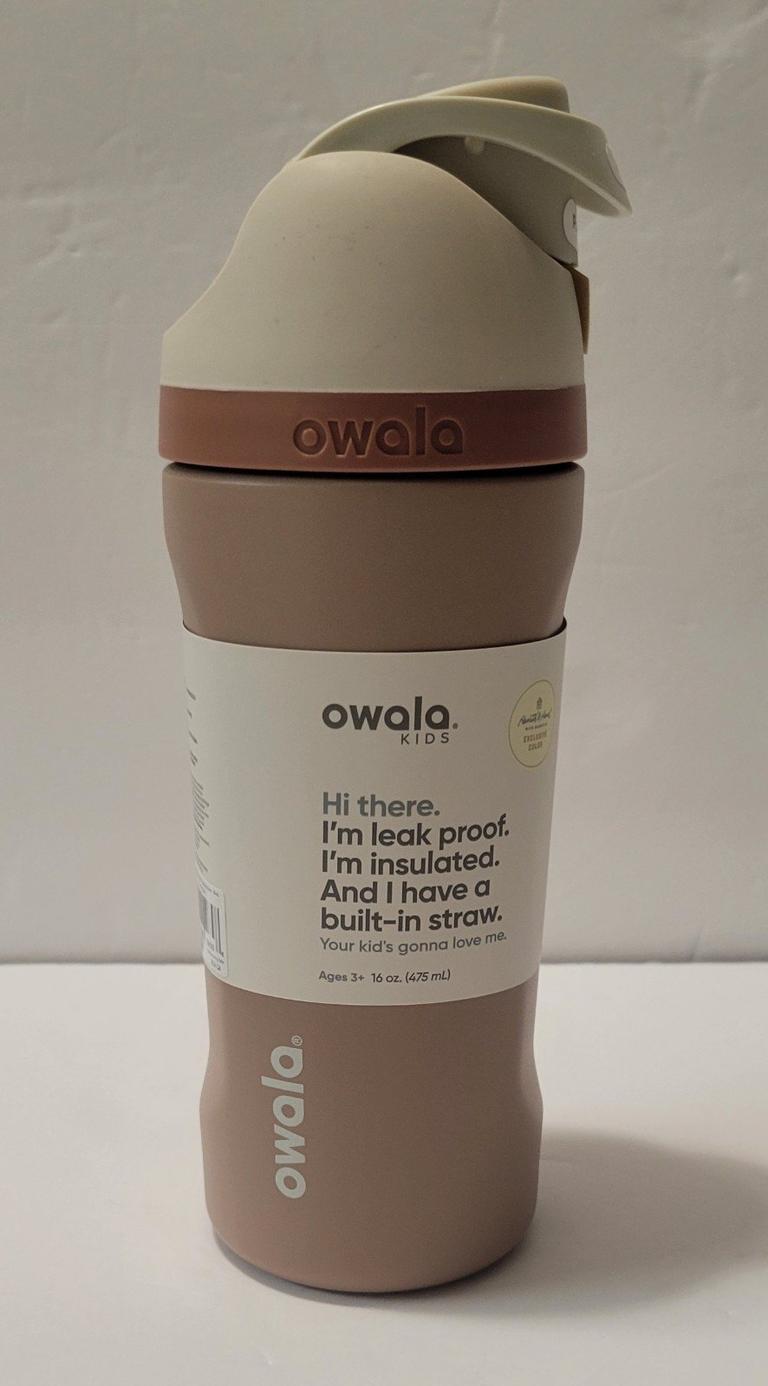 owala
owala.
KIDS
EXCLUSIVE
COLOR
Hi there.
I'm leak proof.
I'm insulated.
And I have a
built-in straw.
Your kid's gonna love me.
Ages 3+ 16 oz. (475 mL)
owala®